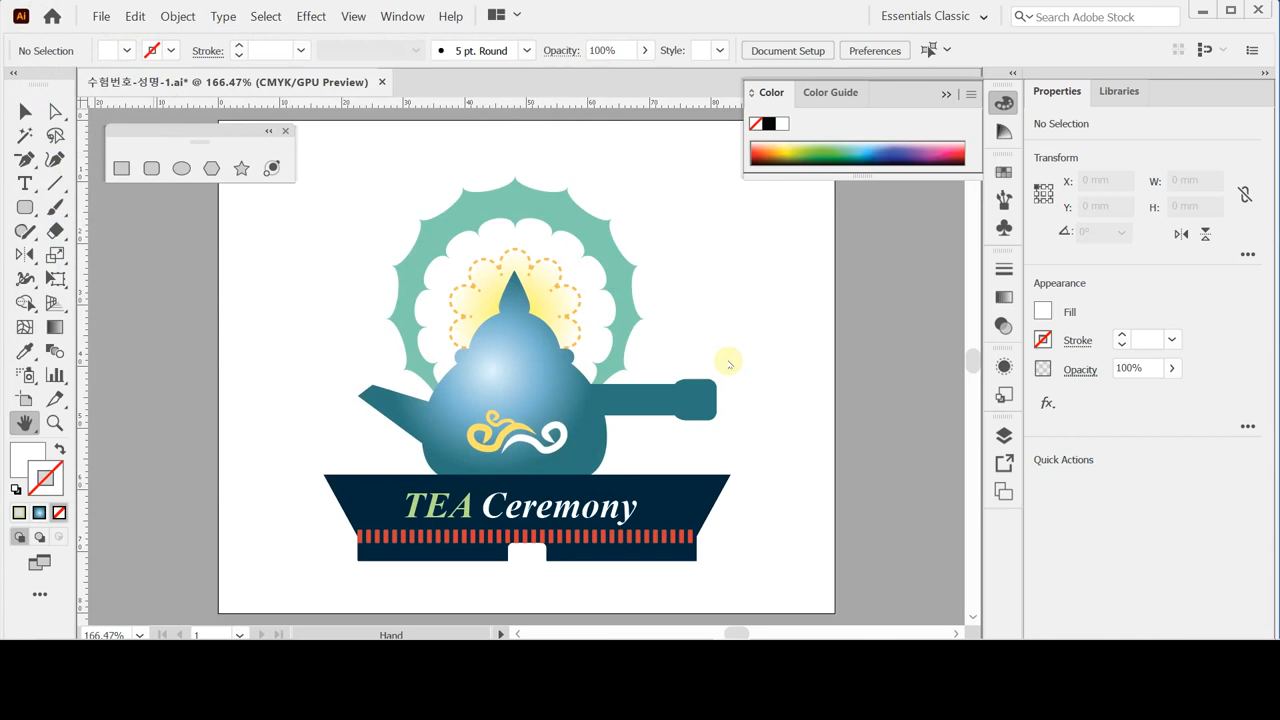 Ai File Edit Object Type Select Effect View Window Help Essentials Classic Search Adobe Stock
No Selection Stroke: 5 pt. Round Opacity: 100% Style: Document Setup Preferences
수험번호-성명-1.ai* @ 166.47% (CMYK/GPU Preview)
Color Color Guide
Properties Libraries
No Selection
Transform
X: 0 mm W: 0 mm
Y: 0 mm H: 0 mm
0°
Appearance
Fill
Stroke
Opacity 100%
fx.
Quick Actions
TEA Ceremony
166.47% 1 Hand